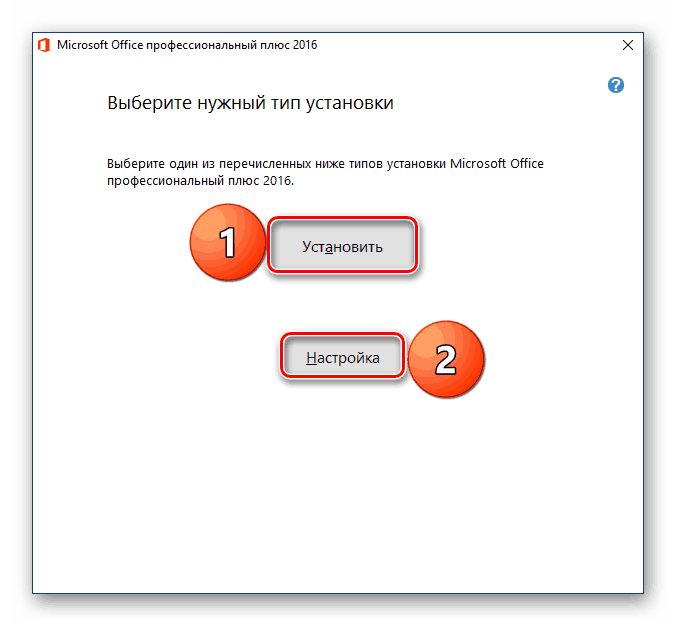 Microsoft Office профессиональный плюс 2016
?
Выберите нужный тип установки
Выберите один из перечисленных ниже типов установки Microsoft Office
профессиональный плюс 2016.
1 Установить
Настройка 2